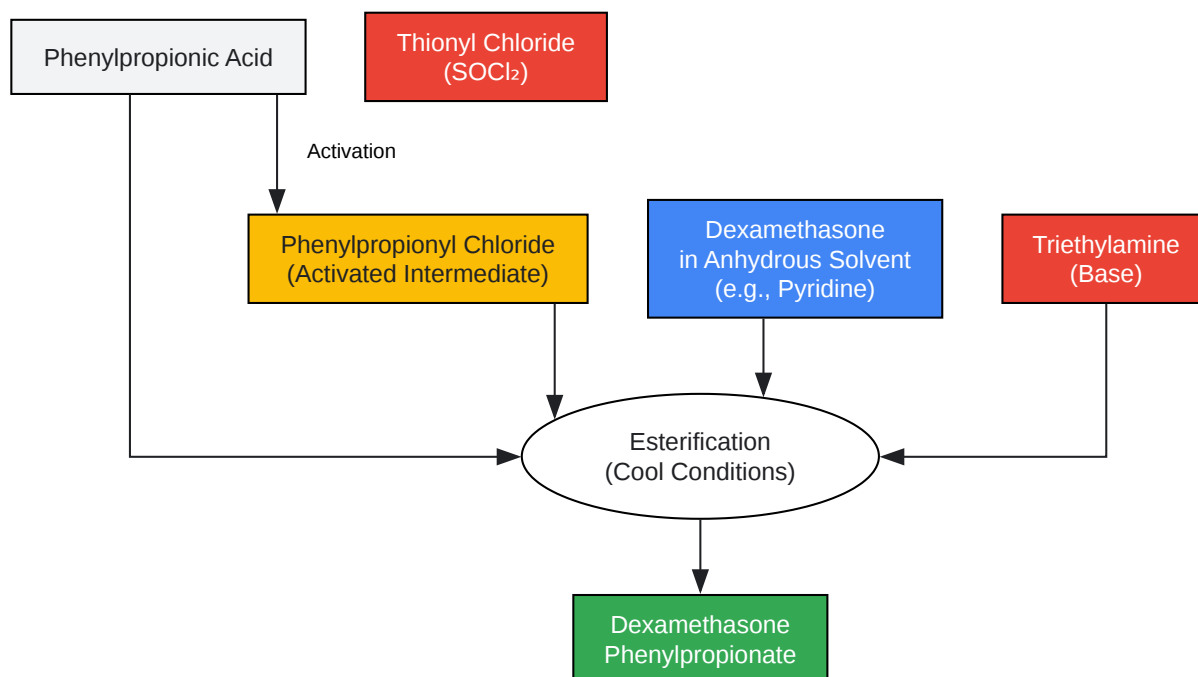 Phenylpropionic Acid
Thionyl Chloride
(SOCl₂)
Activation
Phenylpropionyl Chloride
(Activated Intermediate)
Dexamethasone
in Anhydrous Solvent
(e.g., Pyridine)
Triethylamine
(Base)
Esterification
(Cool Conditions)
Dexamethasone
Phenylpropionate